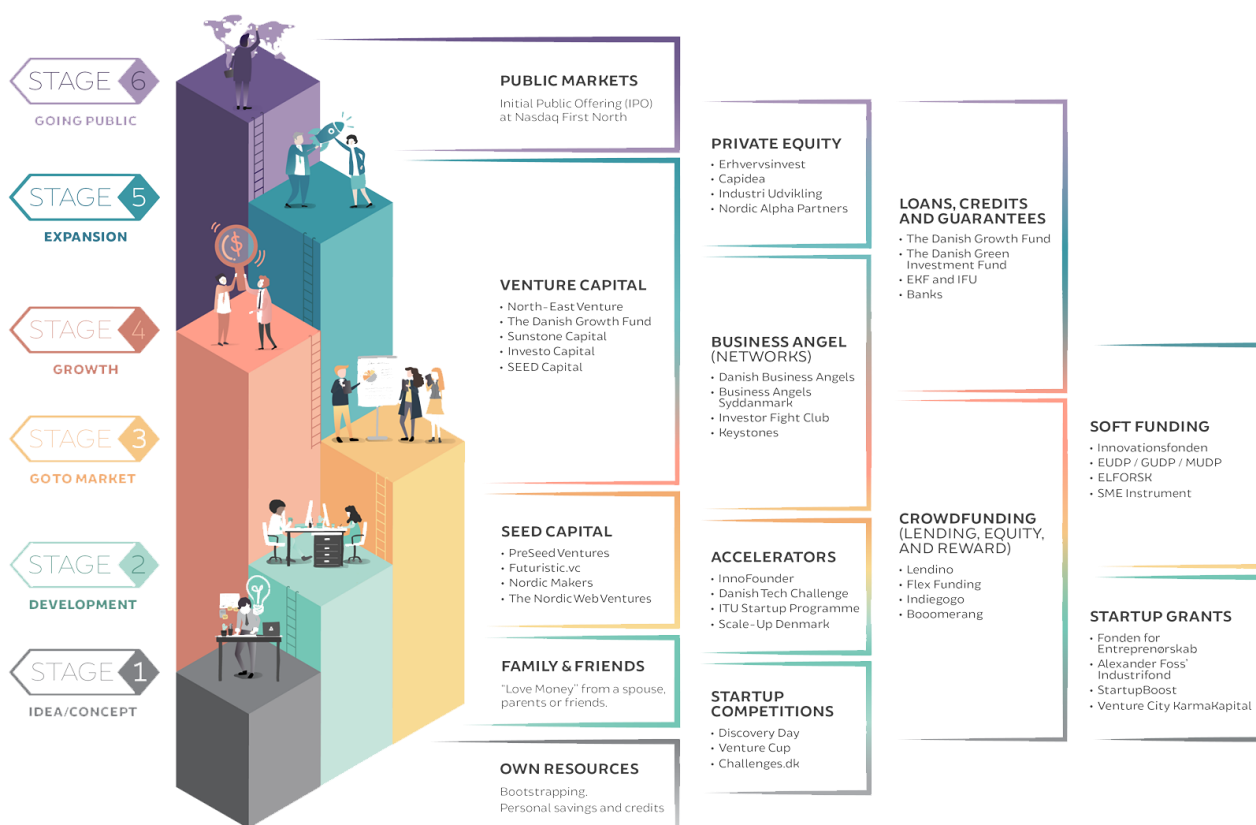 STAGE 6
GOING PUBLIC
STAGE 5
EXPANSION
STAGE 4
GROWTH
STAGE 3
GOTO MARKET
STAGE 2
DEVELOPMENT
STAGE 1
IDEA/CONCEPT
$
PUBLIC MARKETS
Initial Public Offering (IPO)
at Nasdaq First North
VENTURE CAPITAL
• North-East Venture
• The Danish Growth Fund
• Sunstone Capital
• Investo Capital
• SEED Capital
SEED CAPITAL
• PreSeed Ventures
• Futuristic.vc
• Nordic Makers
• The Nordic Web Ventures
FAMILY & FRIENDS
"Love Money" from a spouse,
parents or friends.
OWN RESOURCES
Bootstrapping.
Personal savings and credits
PRIVATE EQUITY
• Erhvervsinvest
• Capidea
• Industri Udvikling
• Nordic Alpha Partners
BUSINESS ANGEL
(NETWORKS)
• Danish Business Angels
• Business Angels
Syddanmark
• Investor Fight Club
• Keystones
ACCELERATORS
• InnoFounder
• Danish Tech Challenge
• ITU Startup Programme
• Scale-Up Denmark
STARTUP
COMPETITIONS
• Discovery Day
• Venture Cup
• Challenges.dk
LOANS, CREDITS
AND GUARANTEES
• The Danish Growth Fund
• The Danish Green
Investment Fund
• EKF and IFU
• Banks
CROWDFUNDING
(LENDING, EQUITY,
AND REWARD)
• Lendino
• Flex Funding
• Indiegogo
• Booomerang
SOFT FUNDING
• Innovationsfonden
• EUDP / GUDP / MUDP
• ELFORSK
• SME Instrument
STARTUP GRANTS
• Fonden for
Entreprenørskab
• Alexander Foss'
Industrifond
• StartupBoost
• Venture City KarmaKapital